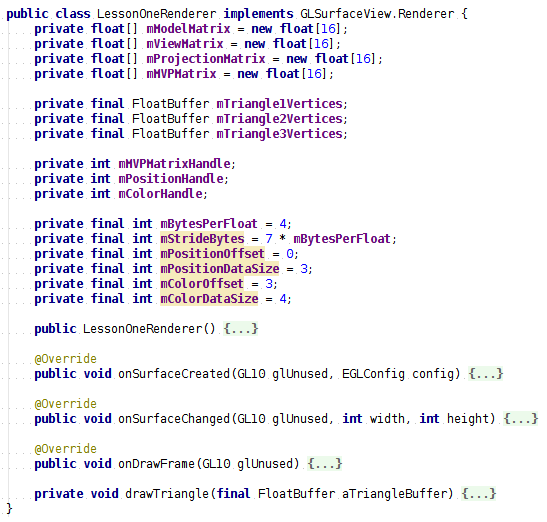 public class LessonOneRenderer implements GLSurfaceView.Renderer {
    private float[] mModelMatrix = new float[16];
    private float[] mViewMatrix = new float[16];
    private float[] mProjectionMatrix = new float[16];
    private float[] mMVPMatrix = new float[16];

    private final FloatBuffer mTriangle1Vertices;
    private final FloatBuffer mTriangle2Vertices;
    private final FloatBuffer mTriangle3Vertices;

    private int mMVPMatrixHandle;
    private int mPositionHandle;
    private int mColorHandle;

    private final int mBytesPerFloat = 4;
    private final int mStrideBytes = 7 * mBytesPerFloat;
    private final int mPositionOffset = 0;
    private final int mPositionDataSize = 3;
    private final int mColorOffset = 3;
    private final int mColorDataSize = 4;

    public LessonOneRenderer() {...}

    @Override
    public void onSurfaceCreated(GL10 glUnused, EGLConfig config) {...}

    @Override
    public void onSurfaceChanged(GL10 glUnused, int width, int height) {...}

    @Override
    public void onDrawFrame(GL10 glUnused) {...}

    private void drawTriangle(final FloatBuffer aTriangleBuffer) {...}
}